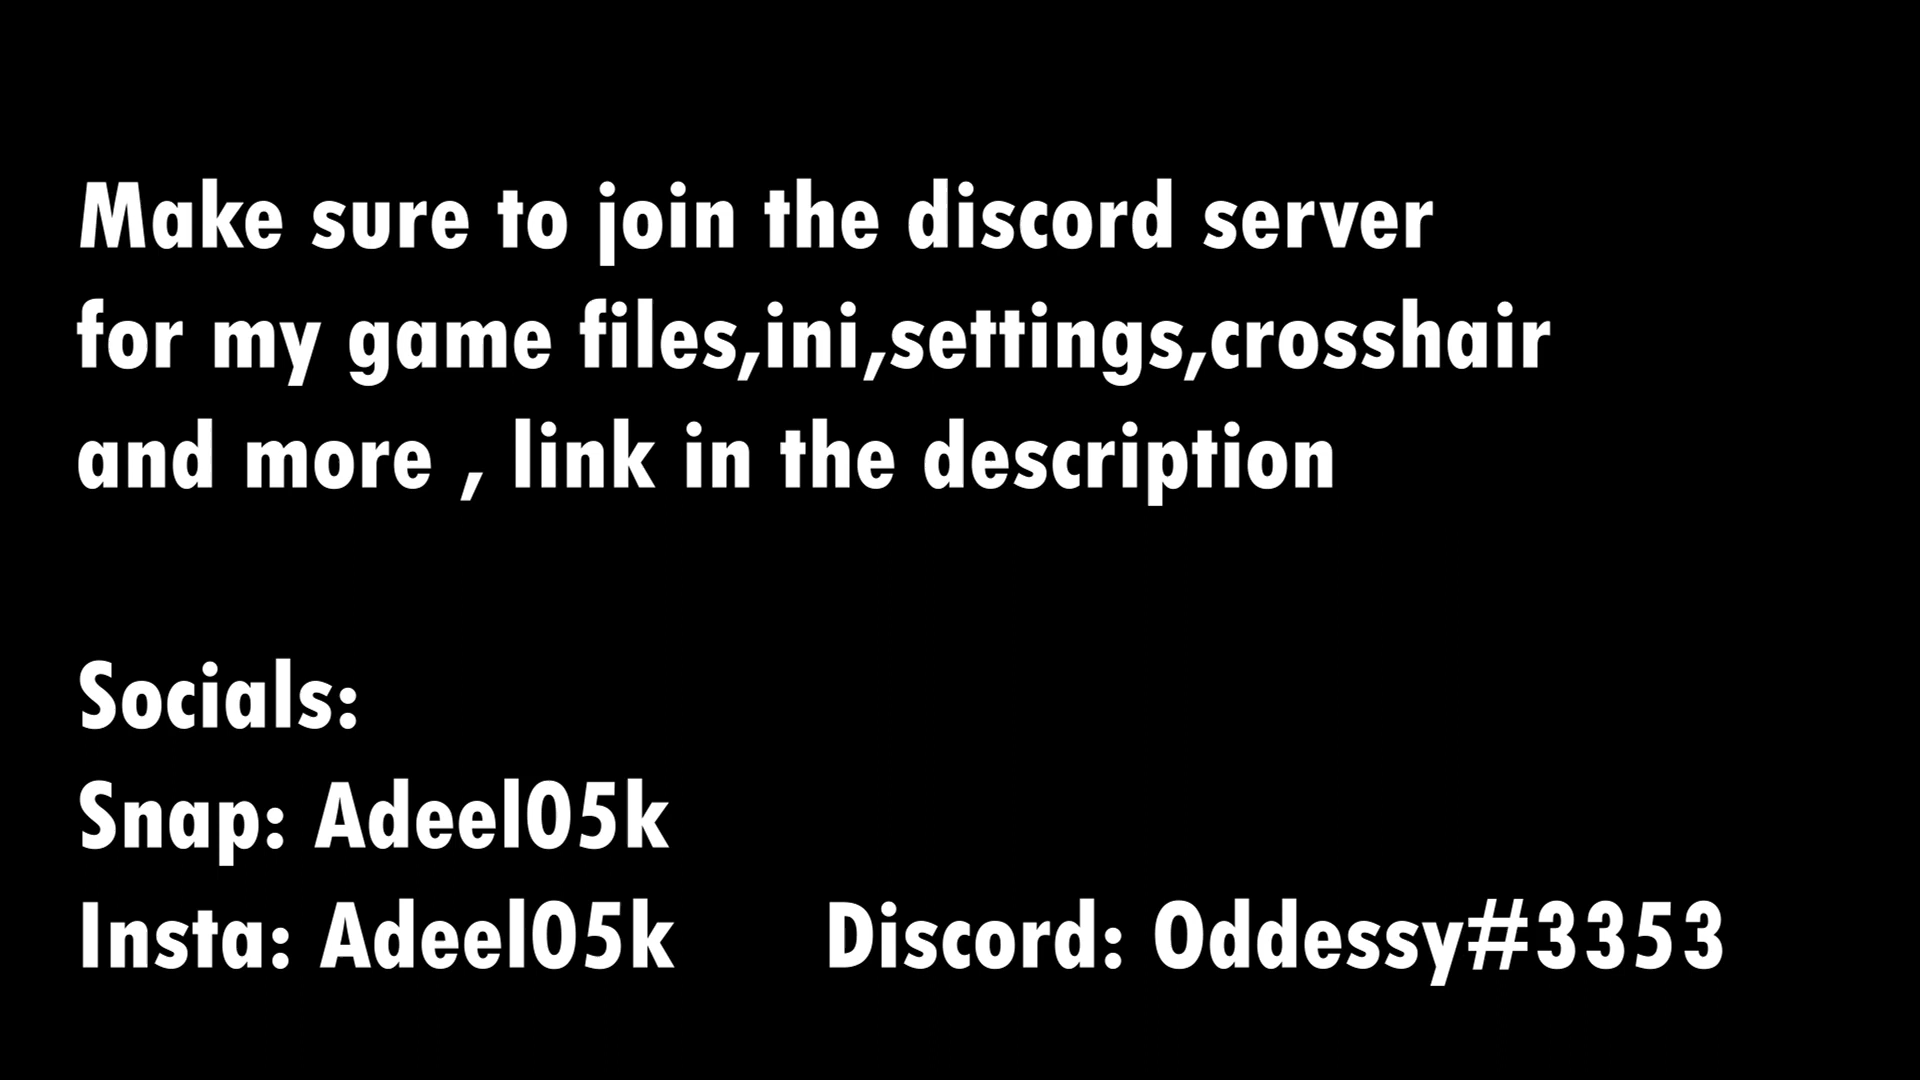 Make sure to join the discord server
for my game files,ini,settings,crosshair
and more , link in the description
Socials:
Snap: Adeel05k
Insta: Adeel05k Discord: Oddessy#3353